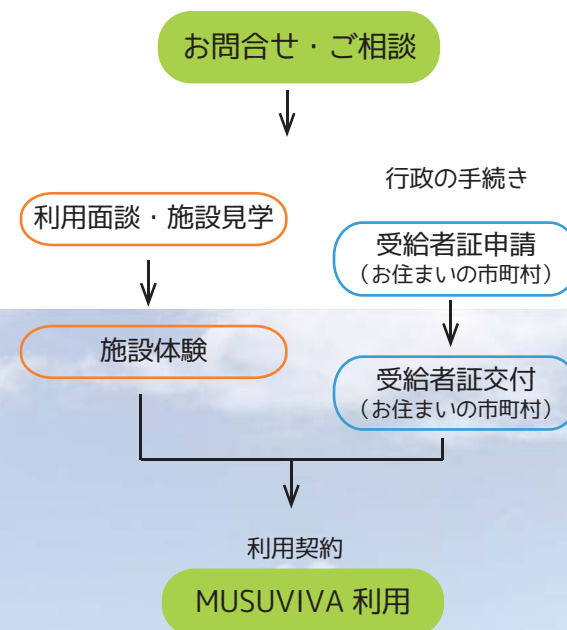 お問合せ・ご相談
行政の手続き
利用面談・施設見学
受給者証申請
（お住まいの市町村）
施設体験
受給者証交付
（お住まいの市町村）
利用契約
MUSUVIVA 利用